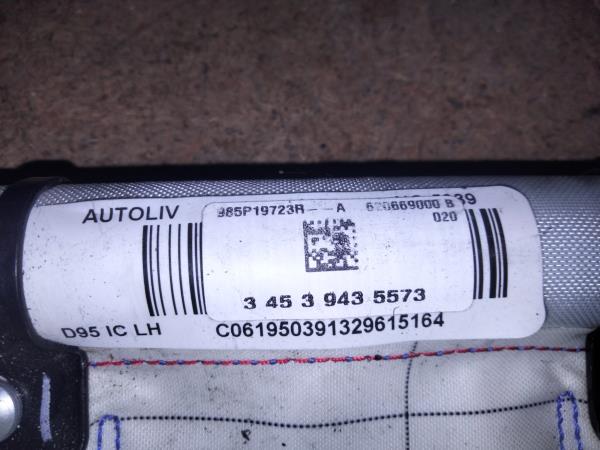 AUTOLIV
985P19723R --- A 620669000 B
020
3 45 3 943 5573
D95 IC LH C061950391329615164